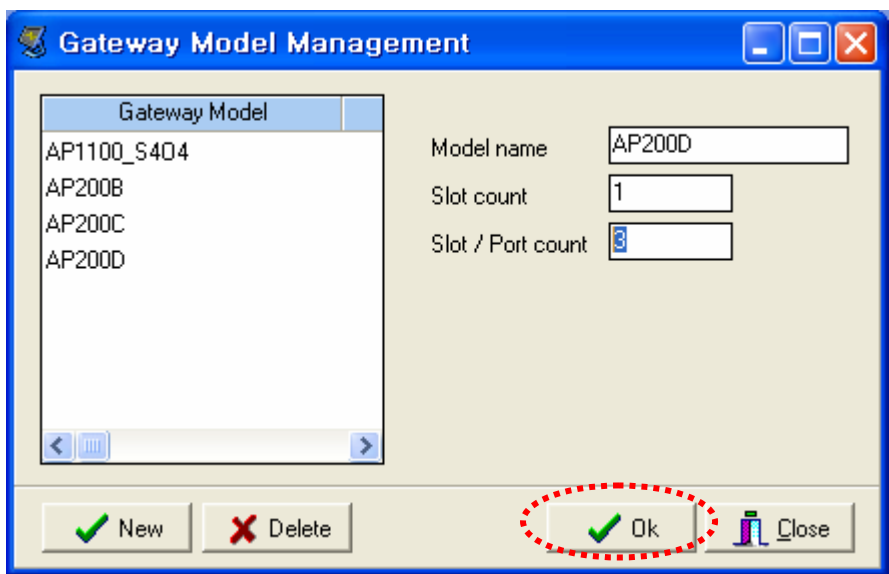 Gateway Model Management
Gateway Model
AP1100_S4O4
AP200B
AP200C
AP200D
Model name AP200D
Slot count 1
Slot / Port count 3
New Delete Ok Close